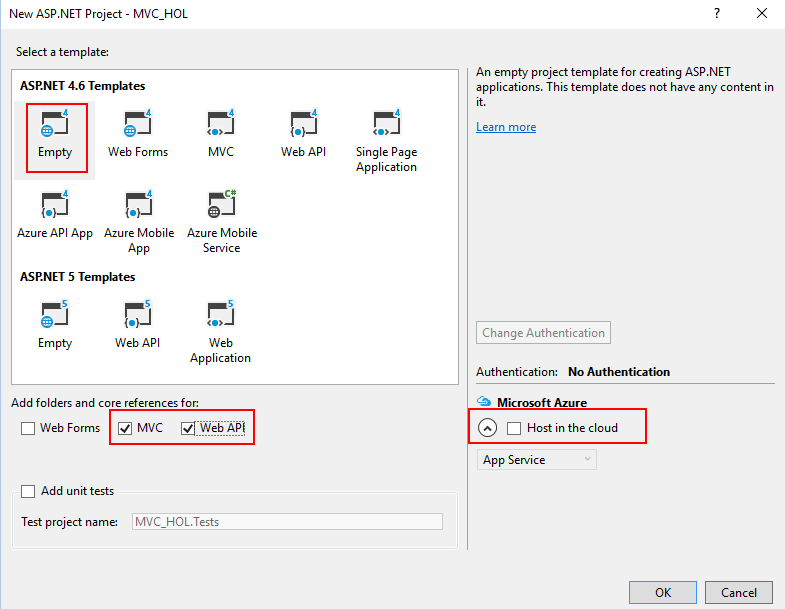 New ASP.NET Project - MVC_HOL
?
Select a template:
ASP.NET 4.6 Templates
4 4 4 4 4
Empty Web Forms MVC Web API Single Page
Application
4 4 C#
Azure API App Azure Mobile Azure Mobile
App Service
ASP.NET 5 Templates
5 5 5
Empty Web API Web
Application
An empty project template for creating ASP.NET
applications. This template does not have any content in
it.
Learn more
Change Authentication
Authentication: No Authentication
Microsoft Azure
Host in the cloud
App Service
Add folders and core references for:
Web Forms MVC Web API
Add unit tests
Test project name: MVC_HOL.Tests
OK Cancel